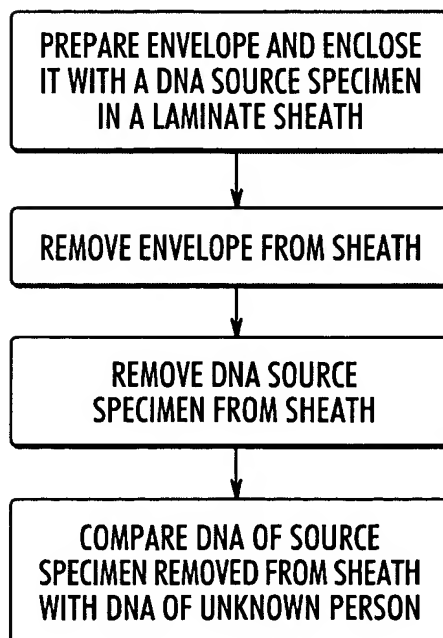 PREPARE ENVELOPE AND ENCLOSE
IT WITH A DNA SOURCE SPECIMEN
IN A LAMINATE SHEATH
REMOVE ENVELOPE FROM SHEATH
REMOVE DNA SOURCE
SPECIMEN FROM SHEATH
COMPARE DNA OF SOURCE
SPECIMEN REMOVED FROM SHEATH
WITH DNA OF UNKNOWN PERSON